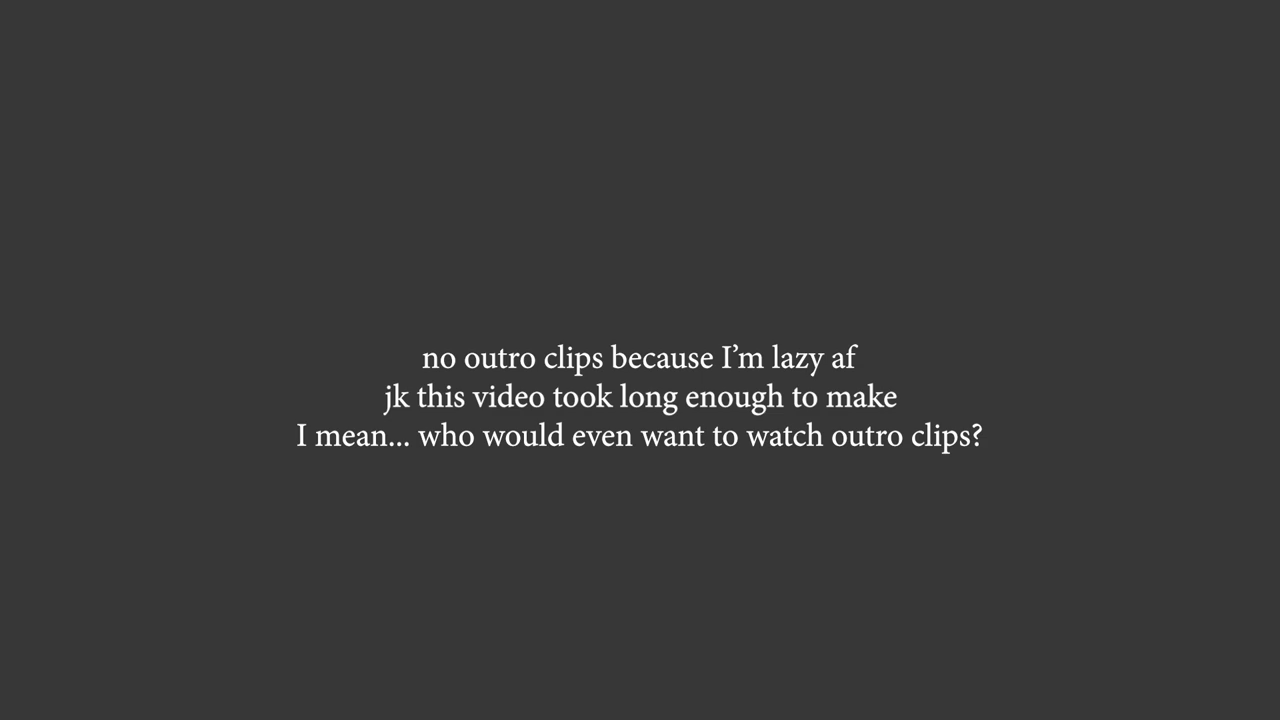 no outro clips because I’m lazy af
jk this video took long enough to make
I mean... who would even want to watch outro clips?